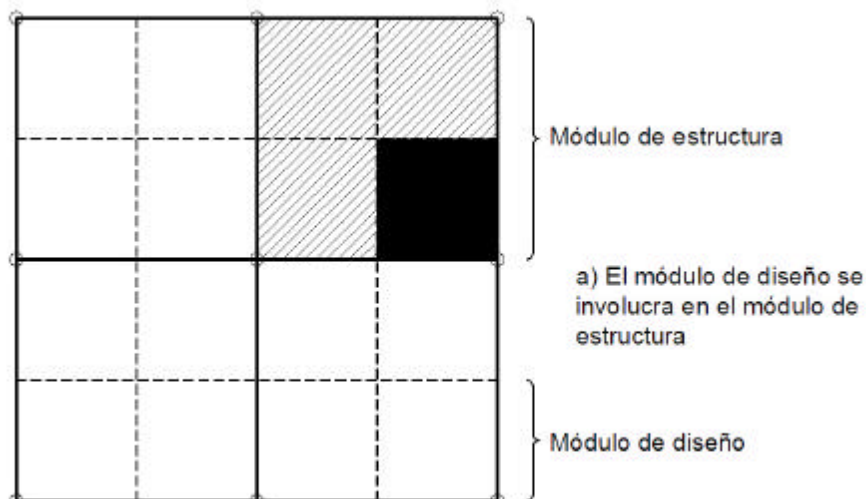 Módulo de estructura
a) El módulo de diseño se
involucra en el módulo de
estructura
Módulo de diseño